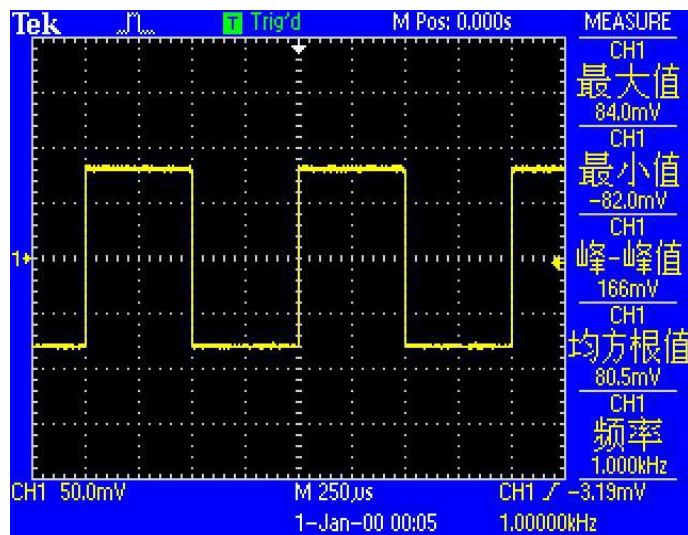 Tek T Trig'd M Pos: 0.000s MEASURE
CH1
最大值
84.0mV
CH1
最小值
-82.0mV
CH1
峰-峰值
166mV
CH1
均方根值
80.5mV
CH1
频率
1.000kHz
1
CH1 50.0mV M 250µs CH1 -3.19mV
1-Jan-00 00:05 1.00000kHz